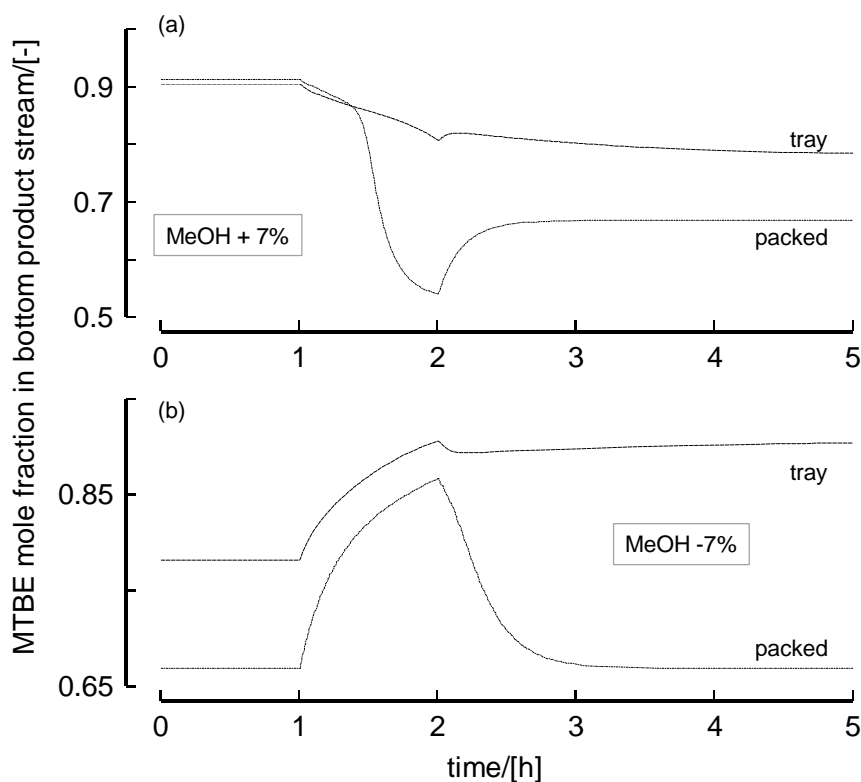 MTBE mole fraction in bottom product stream/[-]
(a)
0.9
0.7
0.5
tray
packed
MeOH + 7%
0 1 2 3 4 5
(b)
0.85
0.65
tray
MeOH -7%
packed
0 1 2 3 4 5
time/[h]